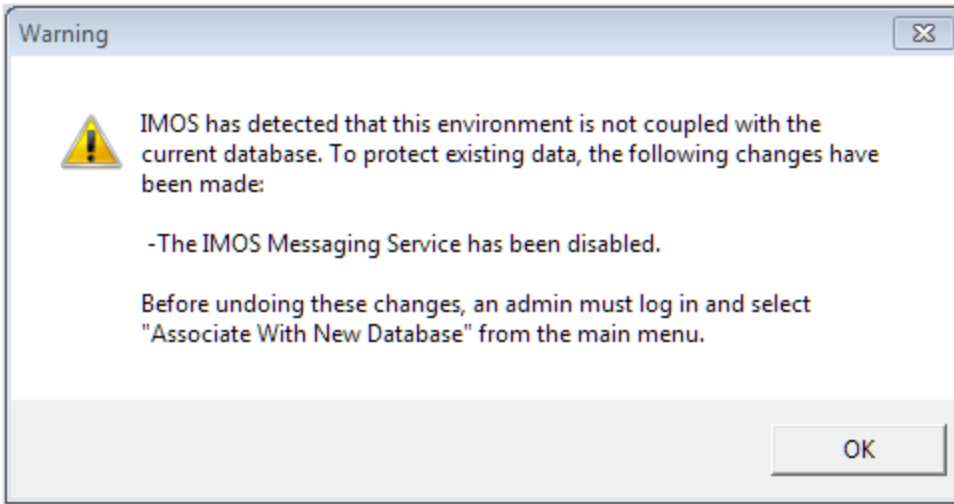 Warning
IMOS has detected that this environment is not coupled with the
current database. To protect existing data, the following changes have
been made:
-The IMOS Messaging Service has been disabled.
Before undoing these changes, an admin must log in and select
"Associate With New Database" from the main menu.
OK